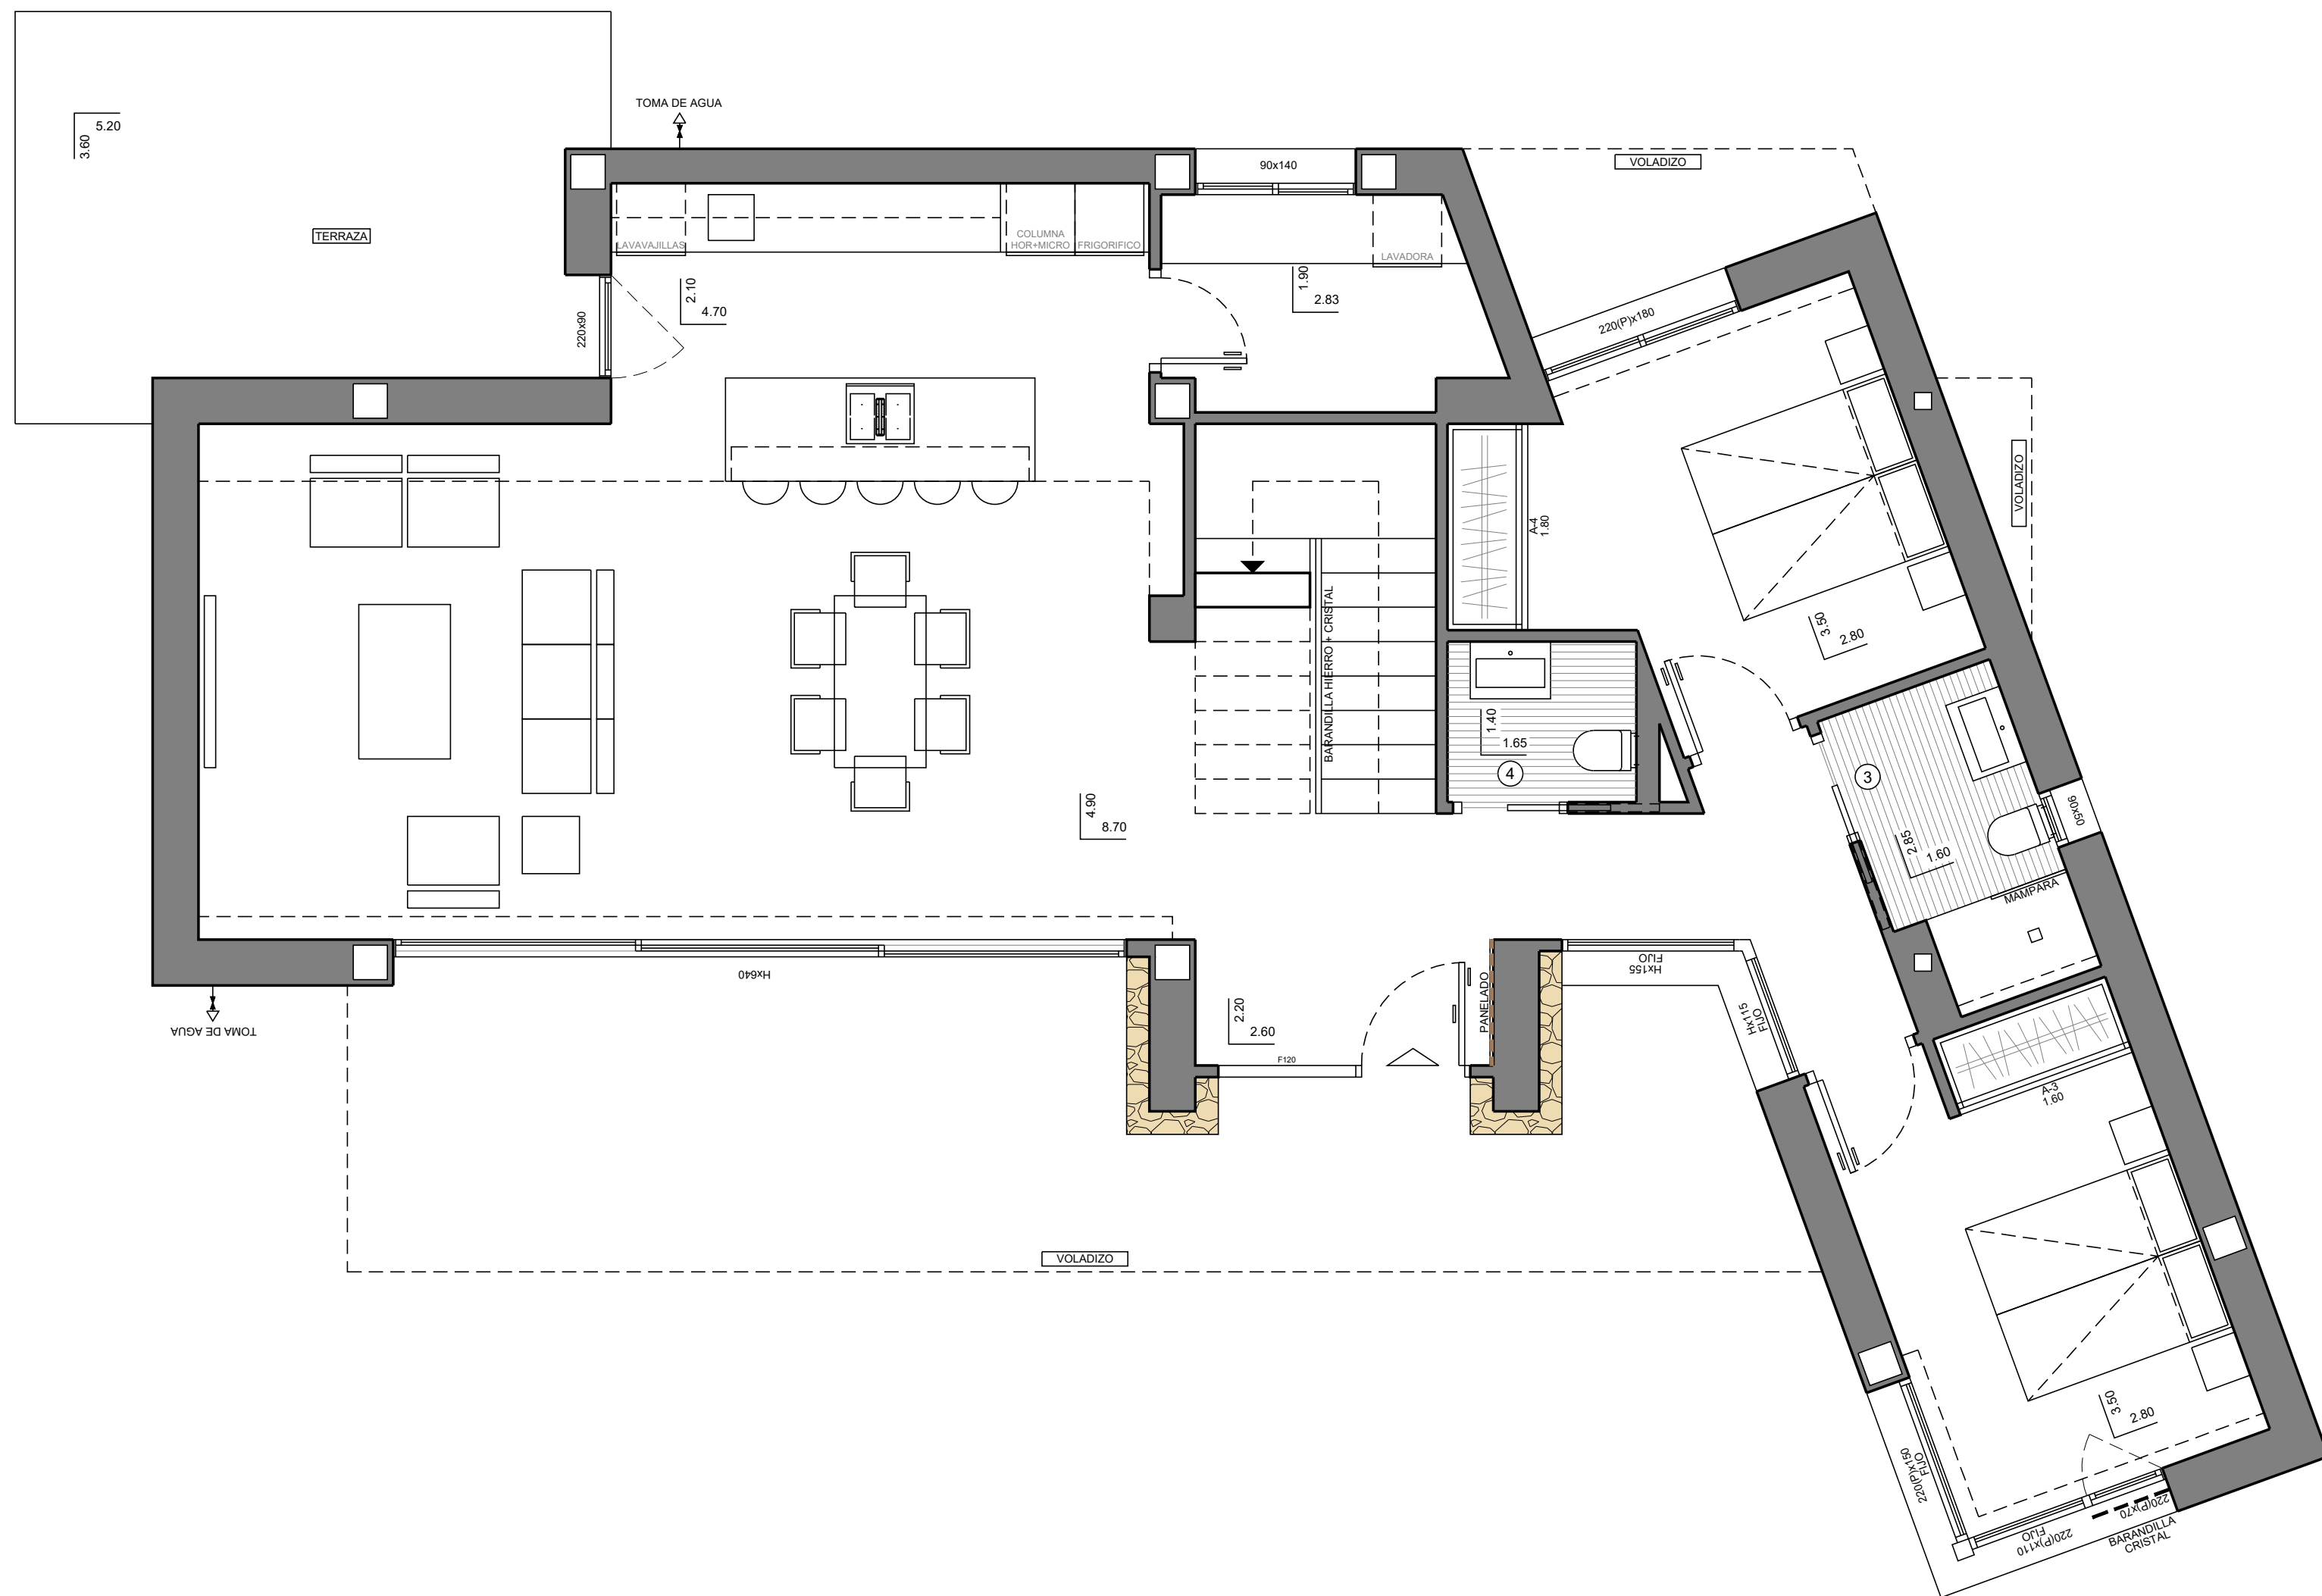 TOMA DE AGUA
5.20
3.60
90x140
VOLADIZO
TERRAZA
LAVAVAJILLAS
COLUMNA
HOR+MICRO
FRIGORIFICO
LAVADORA
2.10
4.70
1.90
2.83
220x90
220(P)x180
VOLADIZO
A-4
1.80
BARANDILLA HIERRO + CRISTAL
3.50
2.80
1.40
1.65
4
3
90x50
4.90
8.70
2.85
1.60
MAMPARA
Hx640
Hx155
FIJO
PANELADO
2.20
2.60
Hx115
FIJO
TOMA DE AGUA
F120
A-3
1.60
VOLADIZO
3.50
2.80
220(P)x150
FIJO
220(P)x70
220(P)x110
FIJO
BARANDILLA
CRISTAL